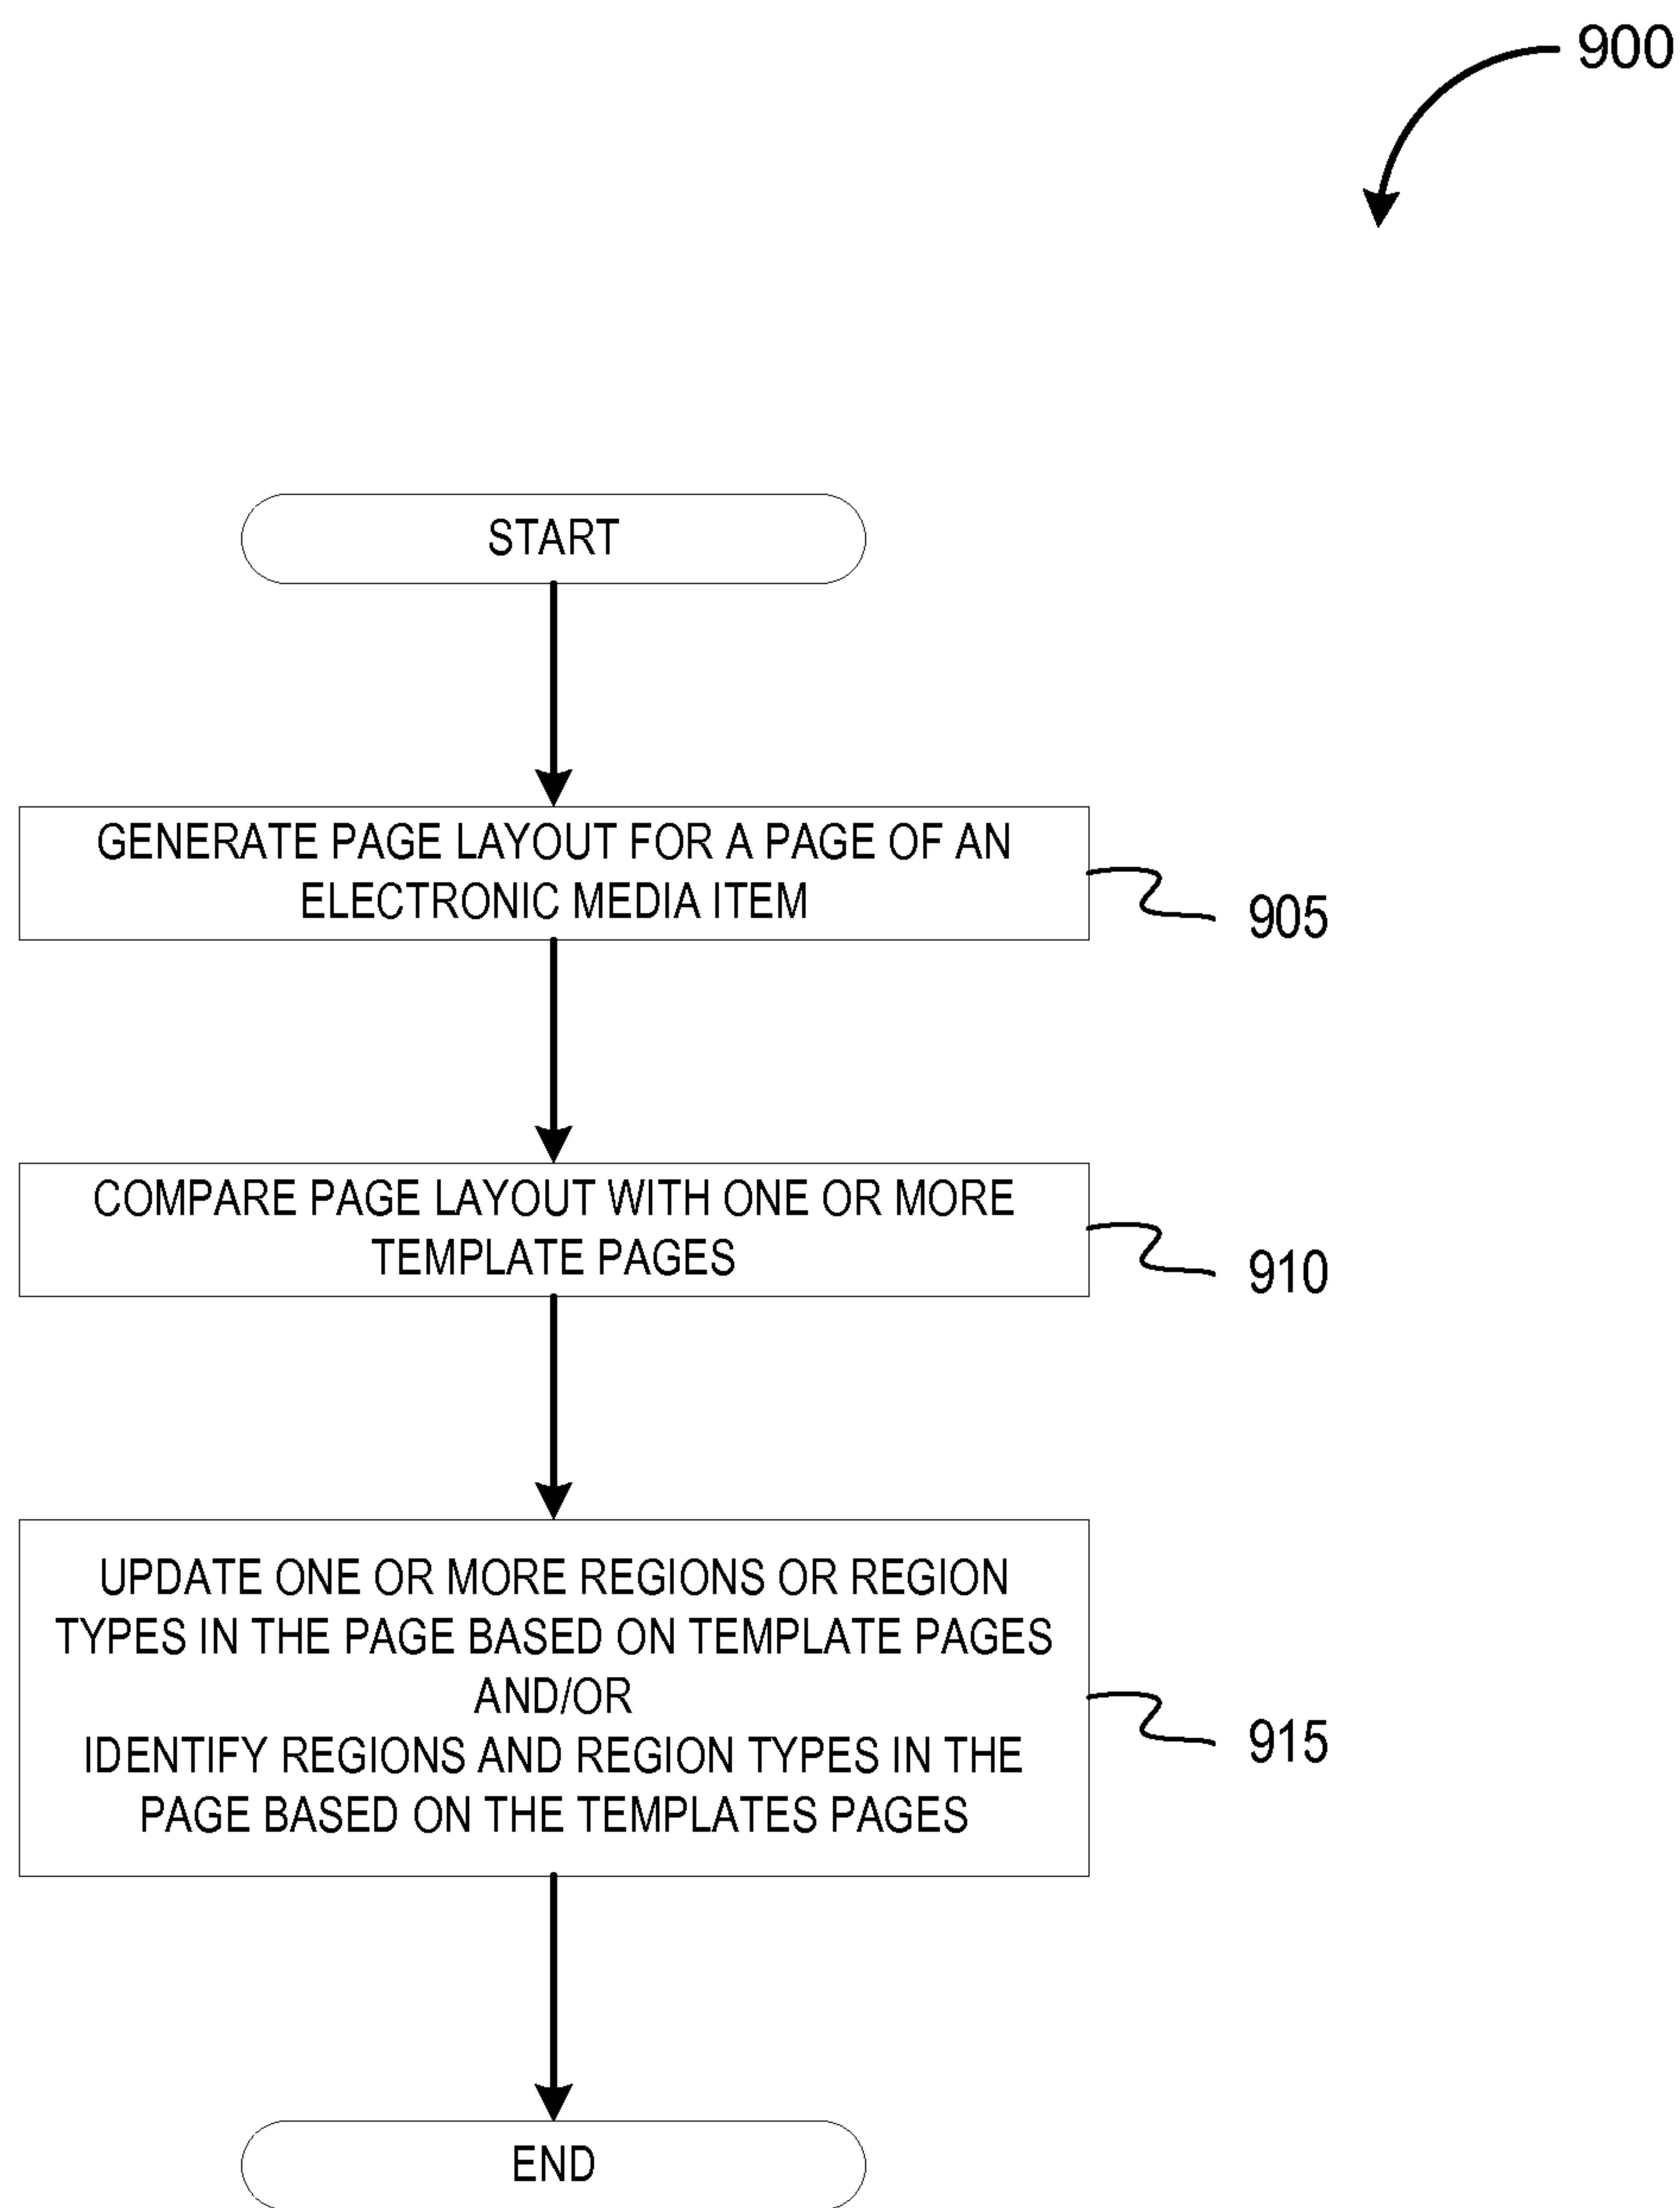 900
START
GENERATE PAGE LAYOUT FOR A PAGE OF AN
ELECTRONIC MEDIA ITEM
905
COMPARE PAGE LAYOUT WITH ONE OR MORE
TEMPLATE PAGES
910
UPDATE ONE OR MORE REGIONS OR REGION
TYPES IN THE PAGE BASED ON TEMPLATE PAGES
AND/OR
IDENTIFY REGIONS AND REGION TYPES IN THE
PAGE BASED ON THE TEMPLATES PAGES
915
END